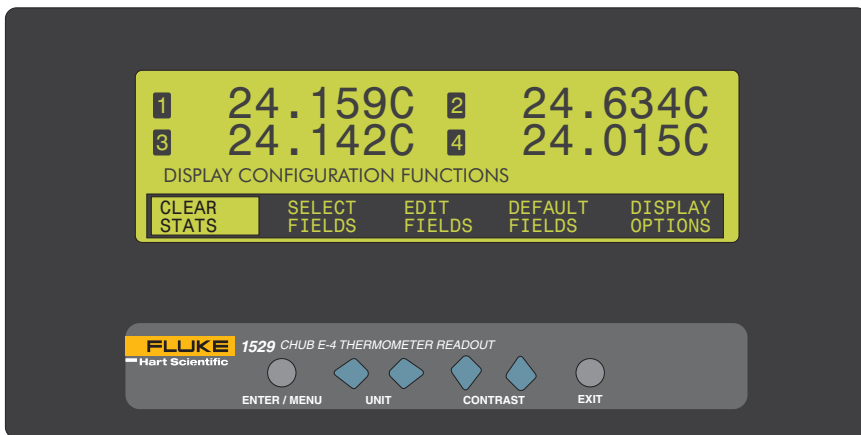 1 24.159C 2 24.634C
3 24.142C 4 24.015C
DISPLAY CONFIGURATION FUNCTIONS
CLEAR SELECT EDIT DEFAULT DISPLAY
STATS FIELDS FIELDS FIELDS OPTIONS
FLUKE 1529 CHUB E-4 THERMOMETER READOUT
Hart Scientific
ENTER / MENU UNIT CONTRAST EXIT